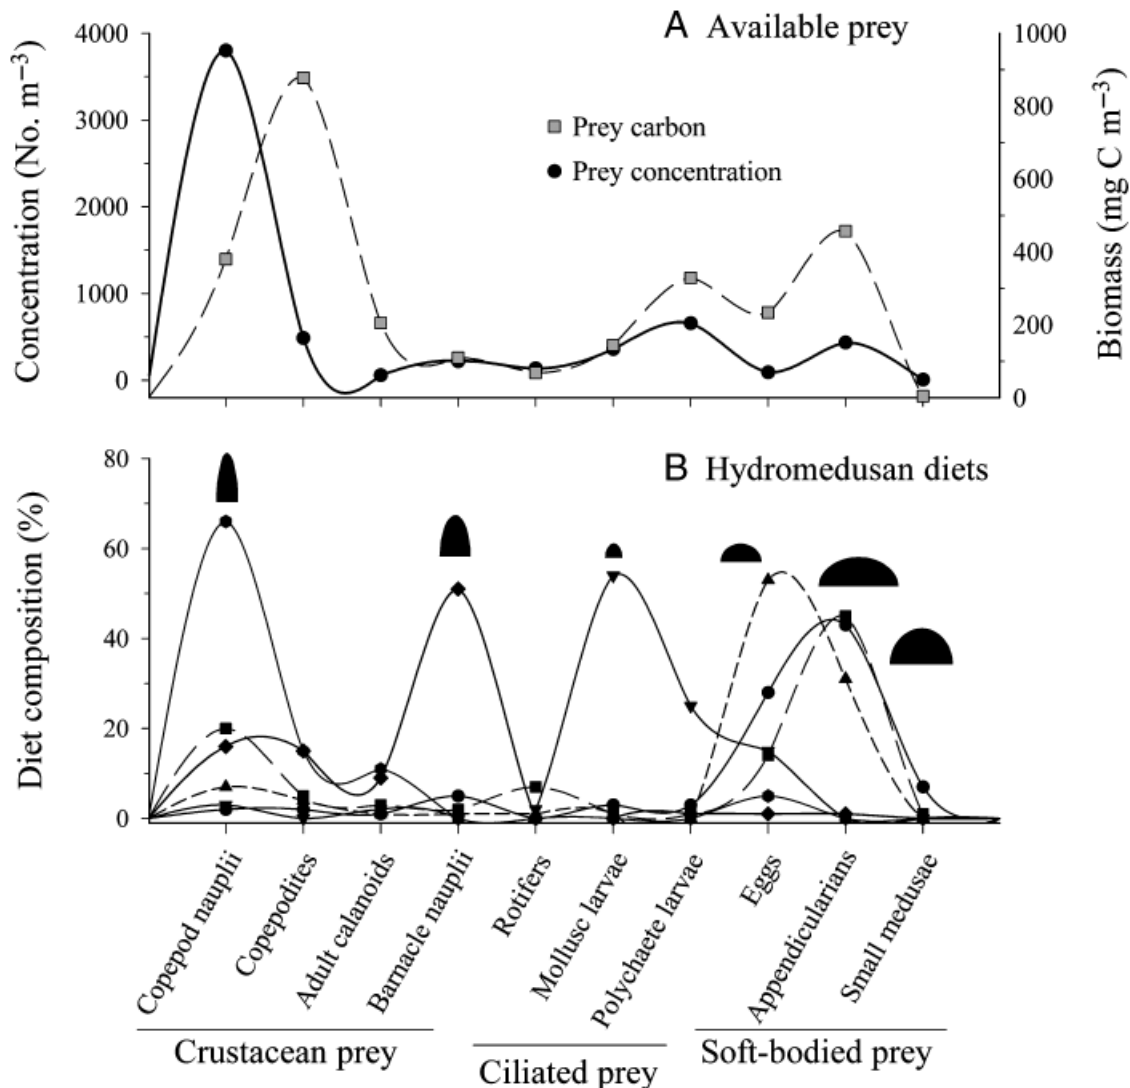 A Available prey
Concentration (No. m⁻³)
4000
3000
2000
1000
0
Prey carbon
Prey concentration
1000
800
600
400
200
0
Biomass (mg C m⁻³)
B Hydromedusan diets
Diet composition (%)
80
60
40
20
0
Copepod nauplii
Copepodites
Adult calanoids
Barnacle nauplii
Rotifers
Mollusc larvae
Polychaete larvae
Eggs
Appendicularians
Small medusae
Crustacean prey
Ciliated prey
Soft-bodied prey